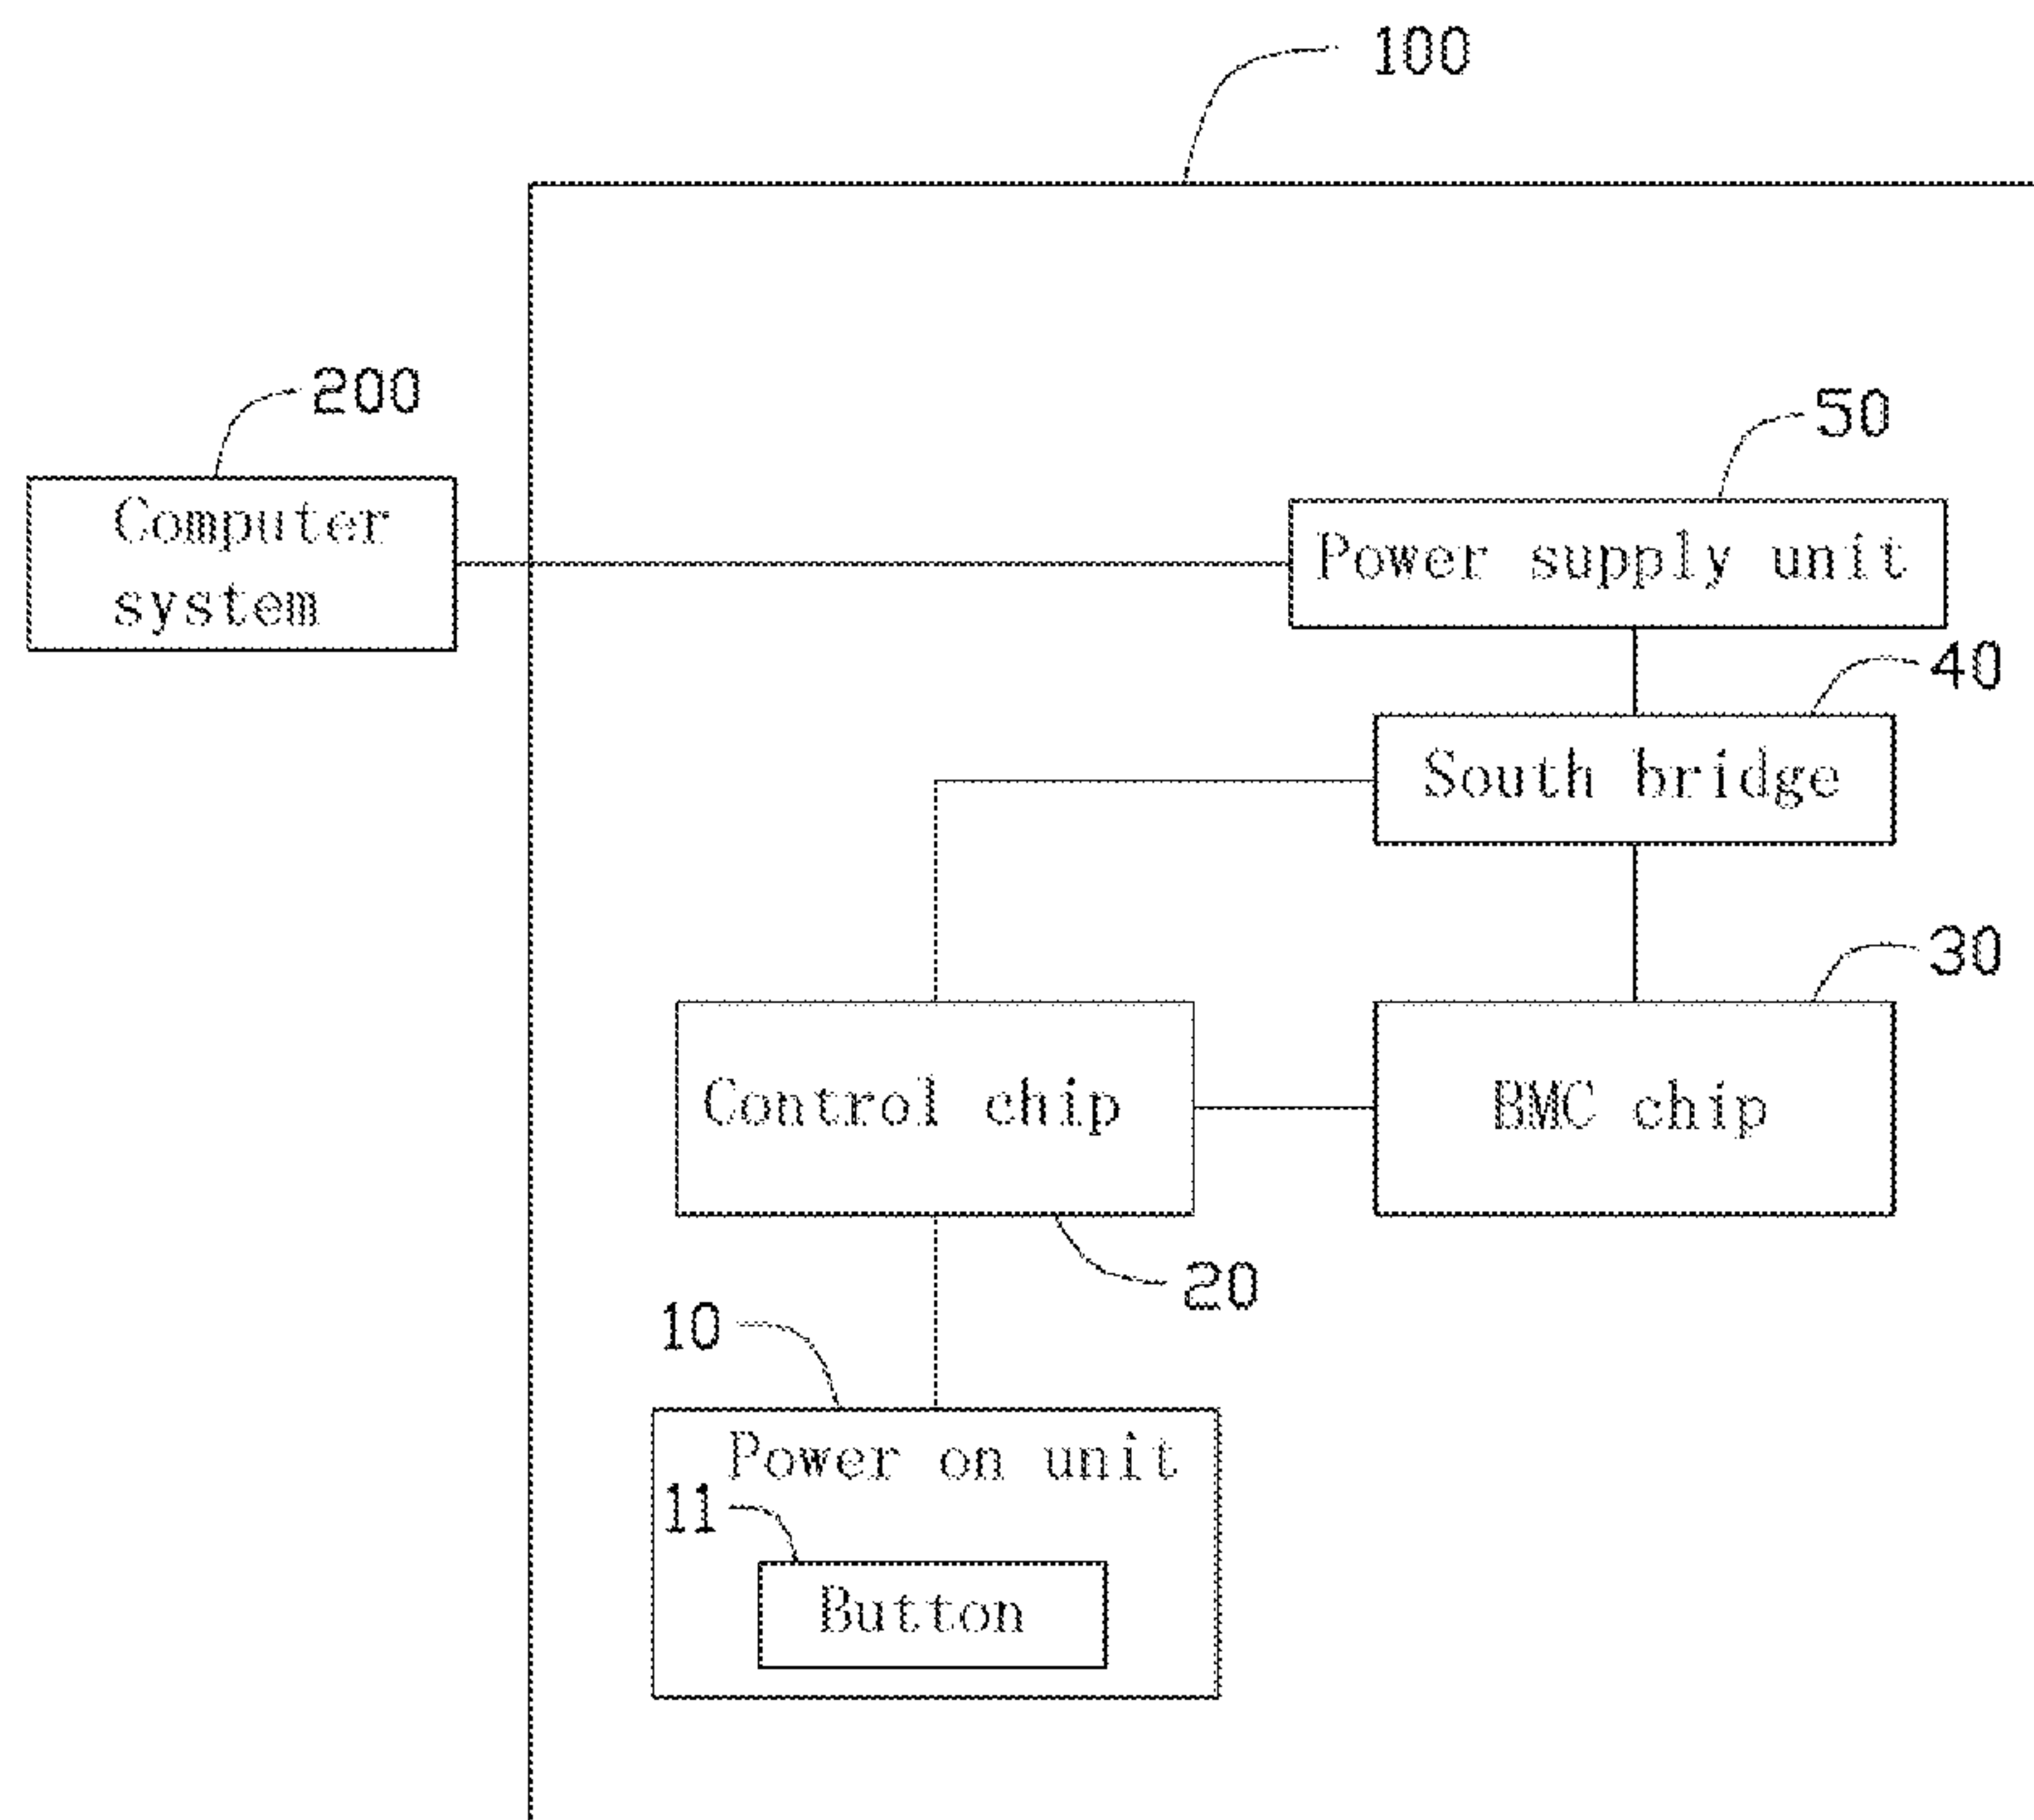 100
200
Computer
system
50
Power supply unit
40
South bridge
30
Control chip
BMC chip
20
10
Power on unit
11
Button